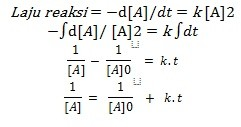 Laju reaksi = −d[A]/dt = k [A]2
−∫d[A]/ [A]2 = k∫dt
1/[A] − 1/[A]0 = k.t
1/[A] = 1/[A]0 + k.t